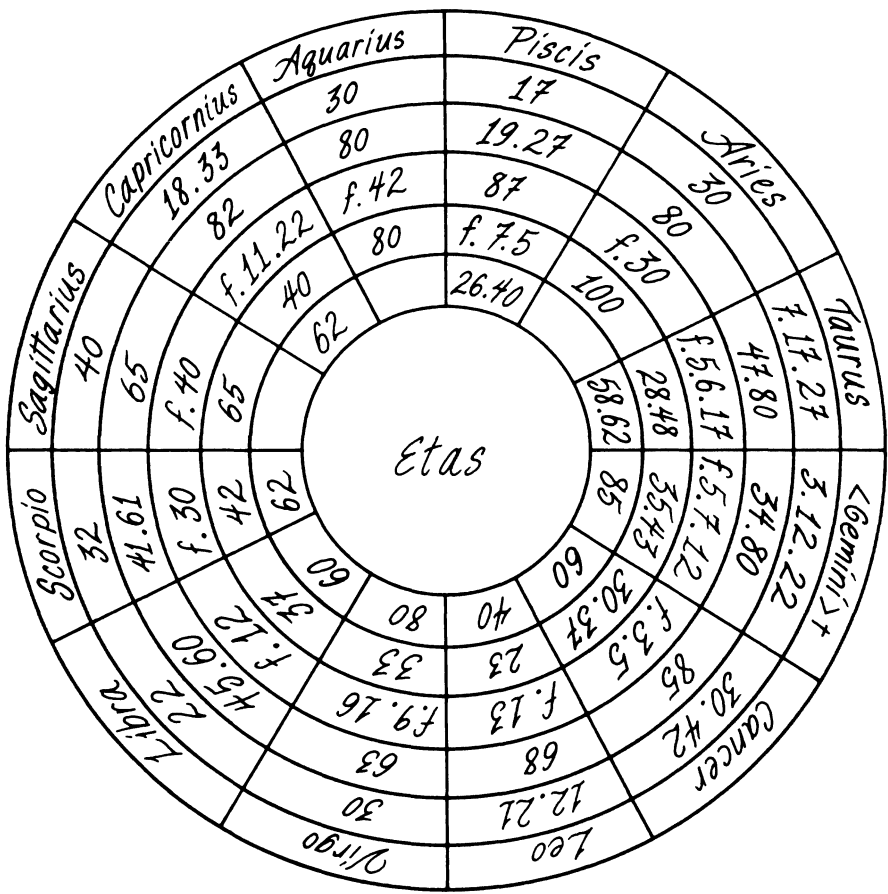 Etas
Piscis
17
19.27
87
f. 7.5
26.40
Aries
30
80
f.30
100
Taurus
7. 17. 27
47.80
f.5.6.17
28.48
58.62
<Gemini>+
3.12.22
34.80
f.5.7.12
35.43
85
Cancer
30.42
85
f.3.5
30.37
60
Leo
12.21
68
f. 13
23
40
Virgo
30
63
f.9.16
33
80
Libra
22
45.60
f.12
37
60
Scorpio
32
41.61
f.30
42
62
Sagittarius
40
65
f.40
65
Capricornius
18.33
82
f.11.22
40
62
Aquarius
30
80
f.42
80